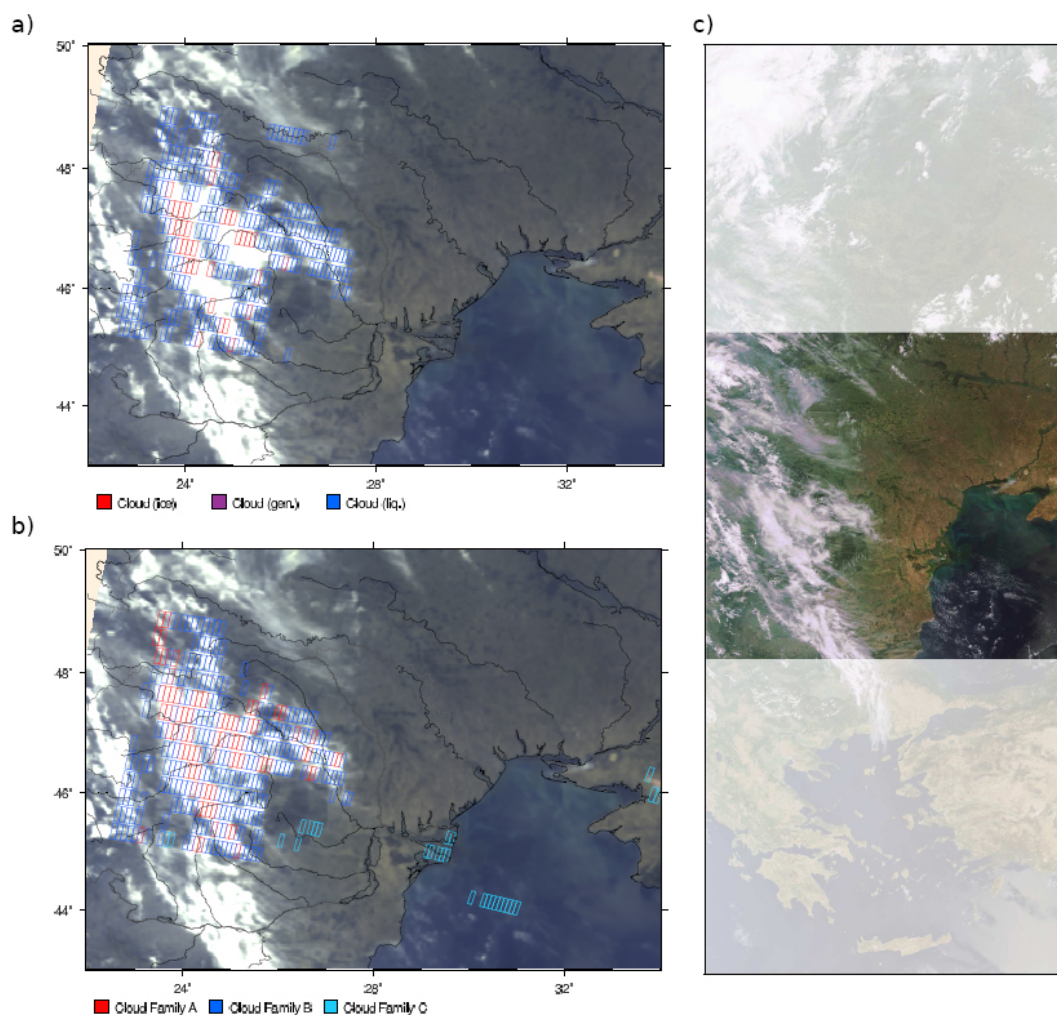 a)
50°
48°
46°
44°
24°
28°
32°
Cloud (ice)
Cloud (gen.)
Cloud (liq.)
b)
50°
48°
46°
44°
24°
28°
32°
Cloud Family A
Cloud Family B
Cloud Family C
c)